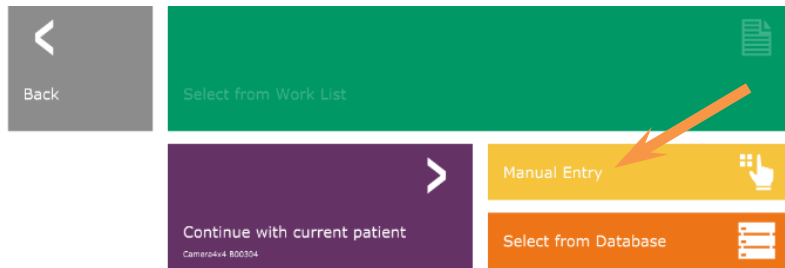 Back
Select from Work List
Manual Entry
Continue with current patient
Camera4x4 B00304
Select from Database